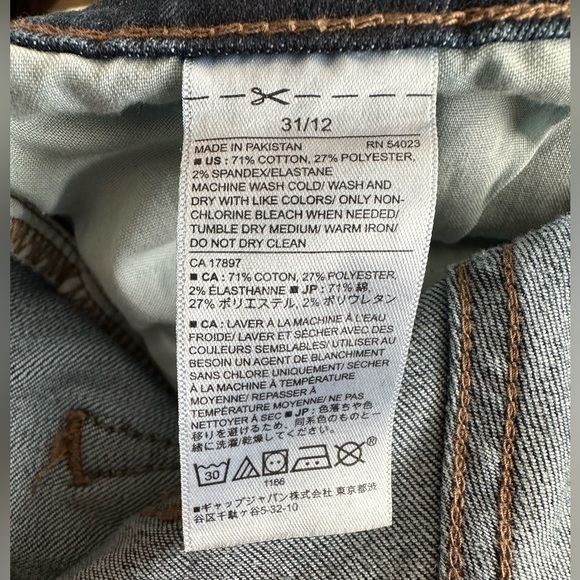 31/12
MADE IN PAKISTAN RN 54023
■ US : 71% COTTON, 27% POLYESTER,
2% SPANDEX/ELASTANE
MACHINE WASH COLD/ WASH AND
DRY WITH LIKE COLORS/ ONLY NON-
CHLORINE BLEACH WHEN NEEDED/
TUMBLE DRY MEDIUM/ WARM IRON/
DO NOT DRY CLEAN
CA 17897
■ CA : 71% COTON, 27% POLYESTER,
2% ÉLASTHANNE ■ JP : 71% 綿,
27% ポリエステル, 2% ポリウレタン
■ CA : LAVER À LA MACHINE À L'EAU
FROIDE/ LAVER ET SÉCHER AVEC DES
COULEURS SEMBLABLES/ UTILISER AU
BESOIN UN AGENT DE BLANCHIMENT
SANS CHLORE UNIQUEMENT/ SÉCHER
À LA MACHINE À TEMPÉRATURE
MOYENNE/ REPASSER À
TEMPÉRATURE MOYENNE/ NE PAS
NETTOYER À SEC ■ JP : 色落ちや色
移りを避けるため、同系色のものと一
緒に洗濯/乾燥してください。
30 ®
1166
■ギャップジャパン株式会社 東京都渋
谷区千駄ヶ谷5-32-10